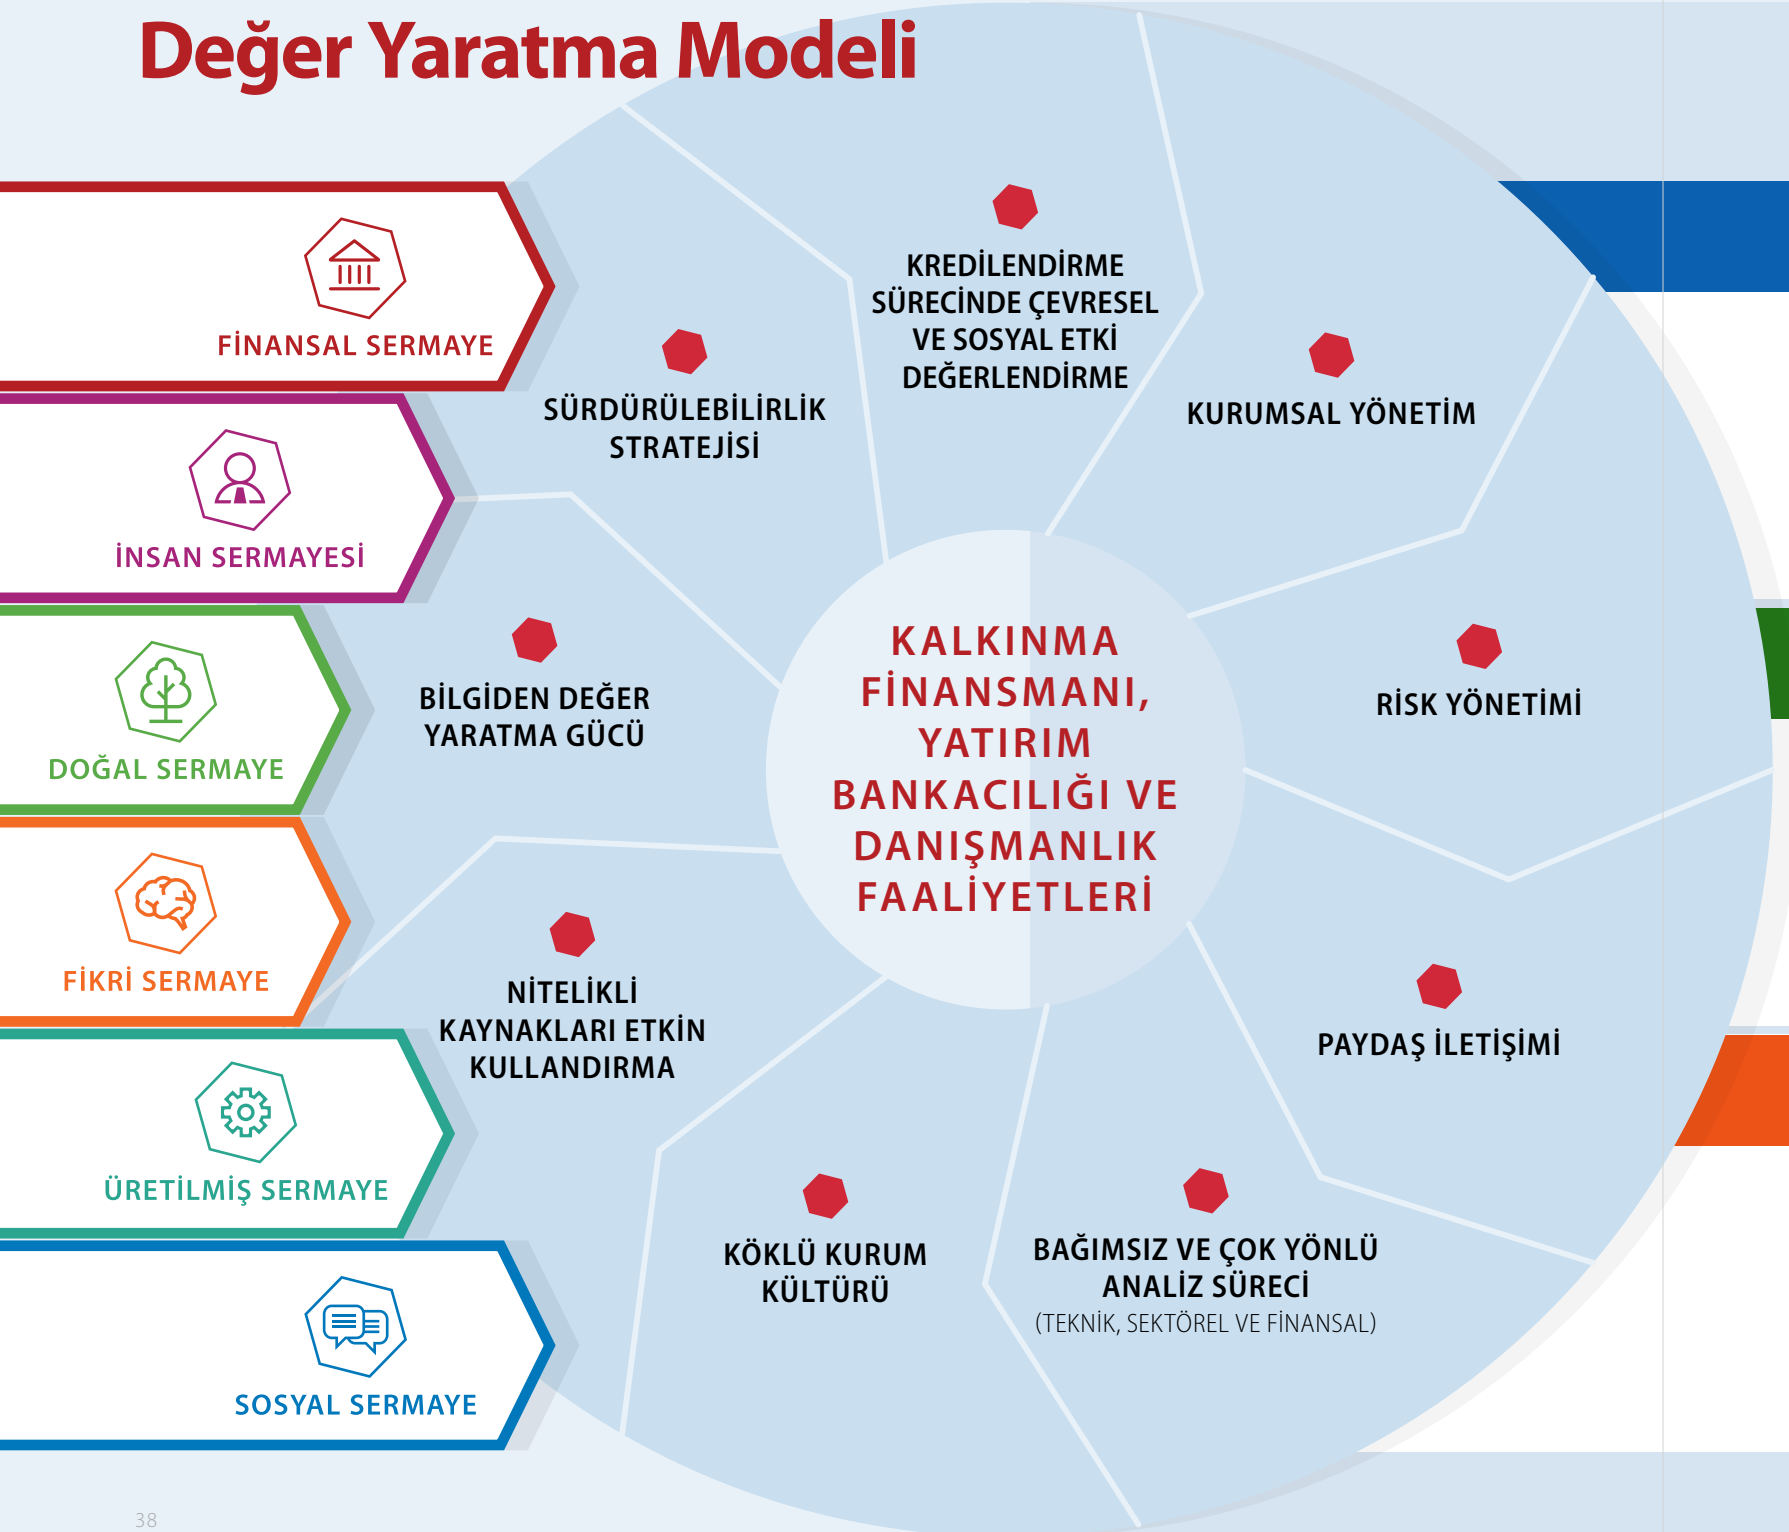 Değer Yaratma Modeli
FİNANSAL SERMAYE
İNSAN SERMAYESİ
DOĞAL SERMAYE
FİKRİ SERMAYE
ÜRETİLMİŞ SERMAYE
SOSYAL SERMAYE
KREDİLENDİRME
SÜRECİNDE ÇEVRESEL
VE SOSYAL ETKİ
DEĞERLENDİRME
SÜRDÜRÜLEBİLİRLİK
STRATEJİSİ
KURUMSAL YÖNETİM
BİLGİDEN DEĞER
YARATMA GÜCÜ
KALKINMA
FİNANSMANI,
YATIRIM
BANKACILIĞI VE
DANIŞMANLIK
FAALİYETLERİ
RİSK YÖNETİMİ
NİTELİKLİ
KAYNAKLARI ETKİN
KULLANDIRMA
PAYDAŞ İLETİŞİMİ
KÖKLÜ KURUM
KÜLTÜRÜ
BAĞIMSIZ VE ÇOK YÖNLÜ
ANALİZ SÜRECİ
(TEKNİK, SEKTÖREL VE FİNANSAL)
38